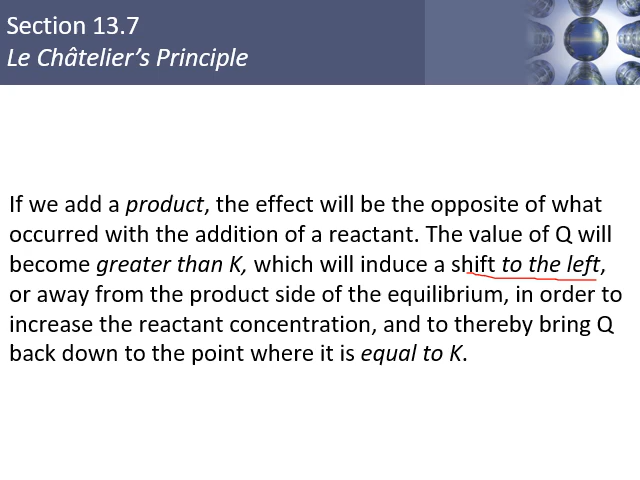 Section 13.7
Le Châtelier’s Principle
If we add a product, the effect will be the opposite of what
occurred with the addition of a reactant. The value of Q will
become greater than K, which will induce a shift to the left,
or away from the product side of the equilibrium, in order to
increase the reactant concentration, and to thereby bring Q
back down to the point where it is equal to K.